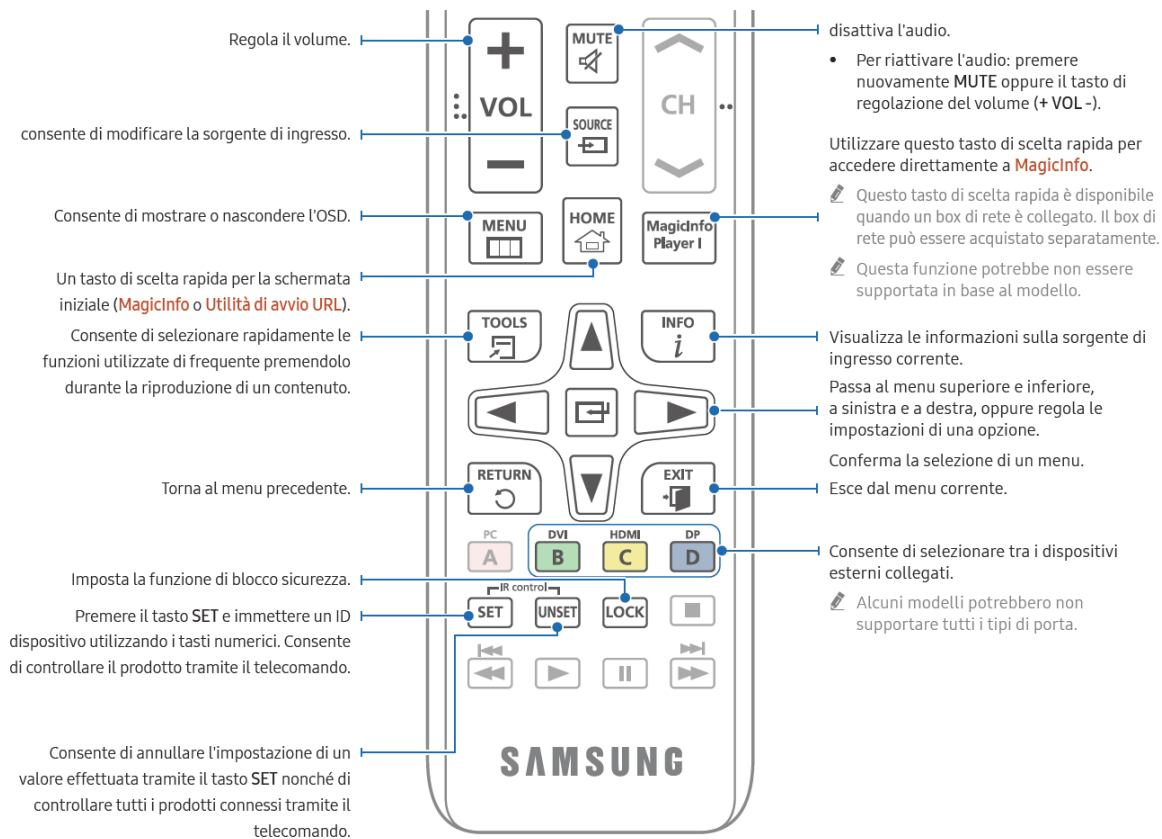 Regola il volume.
consente di modificare la sorgente di ingresso.
Consente di mostrare o nascondere l'OSD.
Un tasto di scelta rapida per la schermata
iniziale (MagicInfo o Utilità di avvio URL).
Consente di selezionare rapidamente le
funzioni utilizzate di frequente premendolo
durante la riproduzione di un contenuto.
Torna al menu precedente.
Imposta la funzione di blocco sicurezza.
Premere il tasto SET e immettere un ID
dispositivo utilizzando i tasti numerici. Consente
di controllare il prodotto tramite il telecomando.
Consente di annullare l'impostazione di un
valore effettuata tramite il tasto SET nonché di
controllare tutti i prodotti connessi tramite il
telecomando.
VOL
MUTE
CH
SOURCE
MENU
HOME
MagicInfo
Player I
TOOLS
INFO
i
RETURN
EXIT
PC
DVI
HDMI
DP
A
B
C
D
IR control
SET
UNSET
LOCK
SAMSUNG
disattiva l'audio.
• Per riattivare l'audio: premere
nuovamente MUTE oppure il tasto di
regolazione del volume (+ VOL -).
Utilizzare questo tasto di scelta rapida per
accedere direttamente a MagicInfo.
Questo tasto di scelta rapida è disponibile
quando un box di rete è collegato. Il box di
rete può essere acquistato separatamente.
Questa funzione potrebbe non essere
supportata in base al modello.
Visualizza le informazioni sulla sorgente di
ingresso corrente.
Passa al menu superiore e inferiore,
a sinistra e a destra, oppure regola le
impostazioni di una opzione.
Conferma la selezione di un menu.
Esce dal menu corrente.
Consente di selezionare tra i dispositivi
esterni collegati.
Alcuni modelli potrebbero non
supportare tutti i tipi di porta.